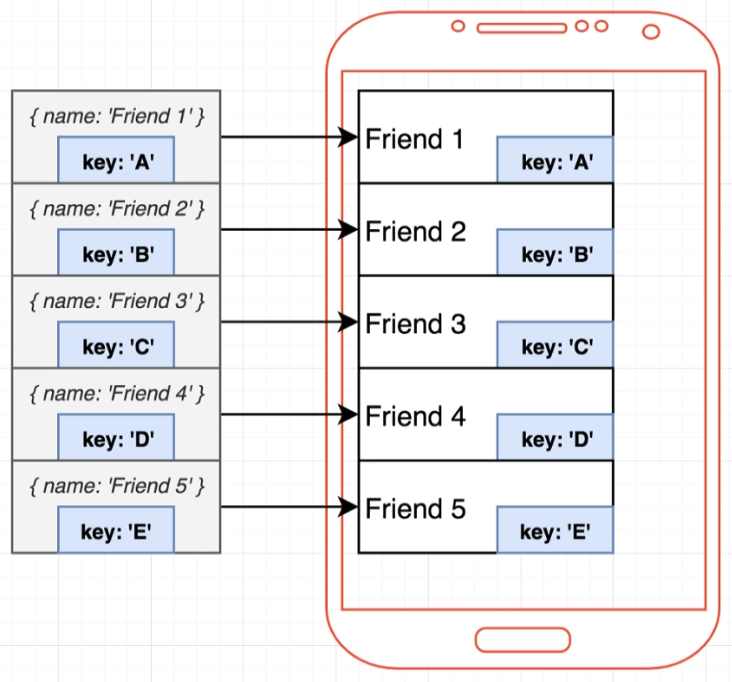 { name: 'Friend 1' }
key: 'A'
{ name: 'Friend 2' }
key: 'B'
{ name: 'Friend 3' }
key: 'C'
{ name: 'Friend 4' }
key: 'D'
{ name: 'Friend 5' }
key: 'E'
Friend 1
key: 'A'
Friend 2
key: 'B'
Friend 3
key: 'C'
Friend 4
key: 'D'
Friend 5
key: 'E'